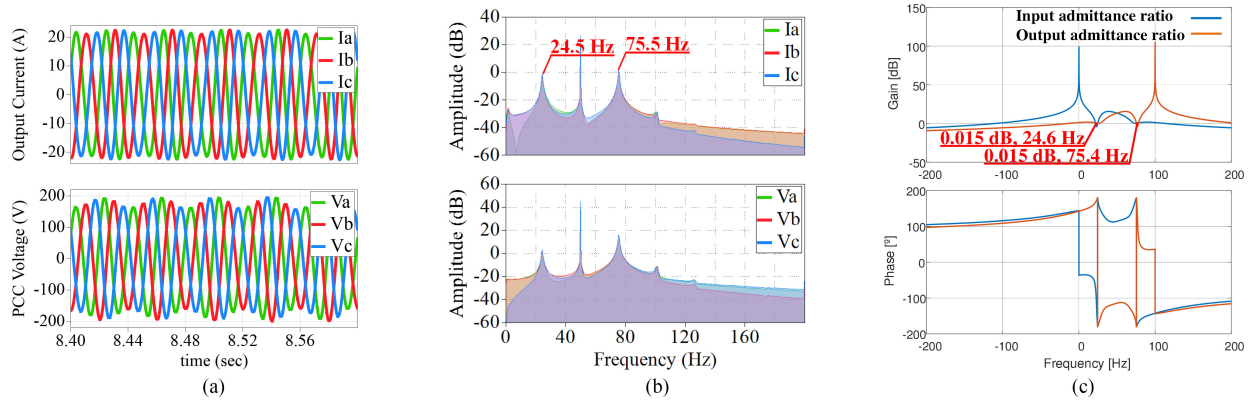 Output Current (A)
20
10
0
-10
-20
Ia
Ib
Ic
PCC Voltage (V)
200
100
0
-100
-200
Va
Vb
Vc
8.40
8.44
8.48
8.52
8.56
time (sec)
(a)
Amplitude (dB)
40
20
0
-20
-40
-60
24.5 Hz
75.5 Hz
Ia
Ib
Ic
Amplitude (dB)
60
40
20
0
-20
-40
-60
Va
Vb
Vc
0
40
80
120
160
Frequency (Hz)
(b)
Gain [dB]
150
100
50
0
-50
Input admittance ratio
Output admittance ratio
0.015 dB, 24.6 Hz
0.015 dB, 75.4 Hz
-200
-100
0
100
200
Phase [º]
200
100
0
-100
-200
-200
-100
0
100
200
Frequency [Hz]
(c)